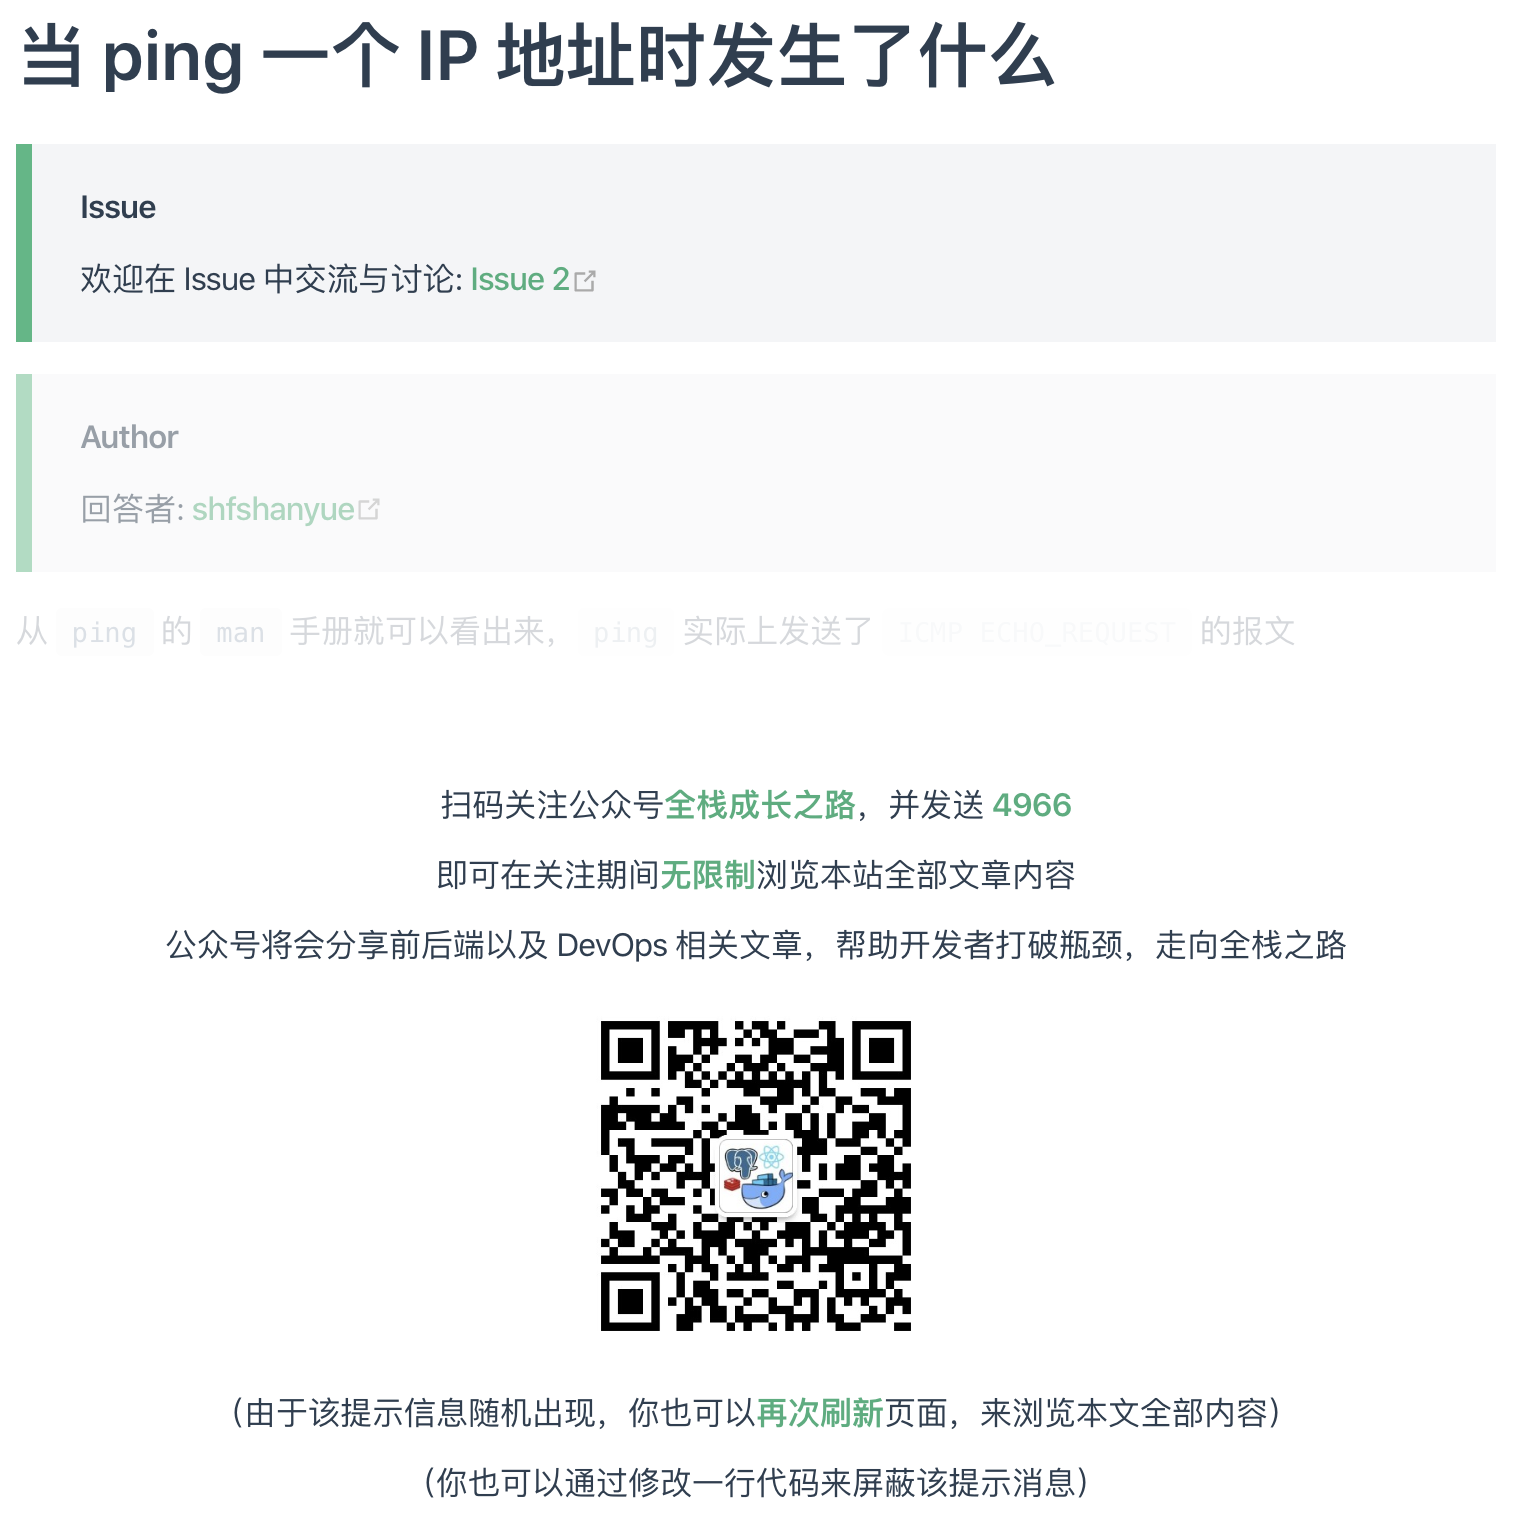 当 ping 一个 IP 地址时发生了什么
Issue
欢迎在 Issue 中交流与讨论: Issue 2
Author
回答者: shfshanyue
从 ping 的 man 手册就可以看出来，ping 实际上发送了 ICMP ECHO_REQUEST 的报文
扫码关注公众号全栈成长之路，并发送 4966
即可在关注期间无限制浏览本站全部文章内容
公众号将会分享前后端以及 DevOps 相关文章，帮助开发者打破瓶颈，走向全栈之路
（由于该提示信息随机出现，你也可以再次刷新页面，来浏览本文全部内容）
（你也可以通过修改一行代码来屏蔽该提示消息）